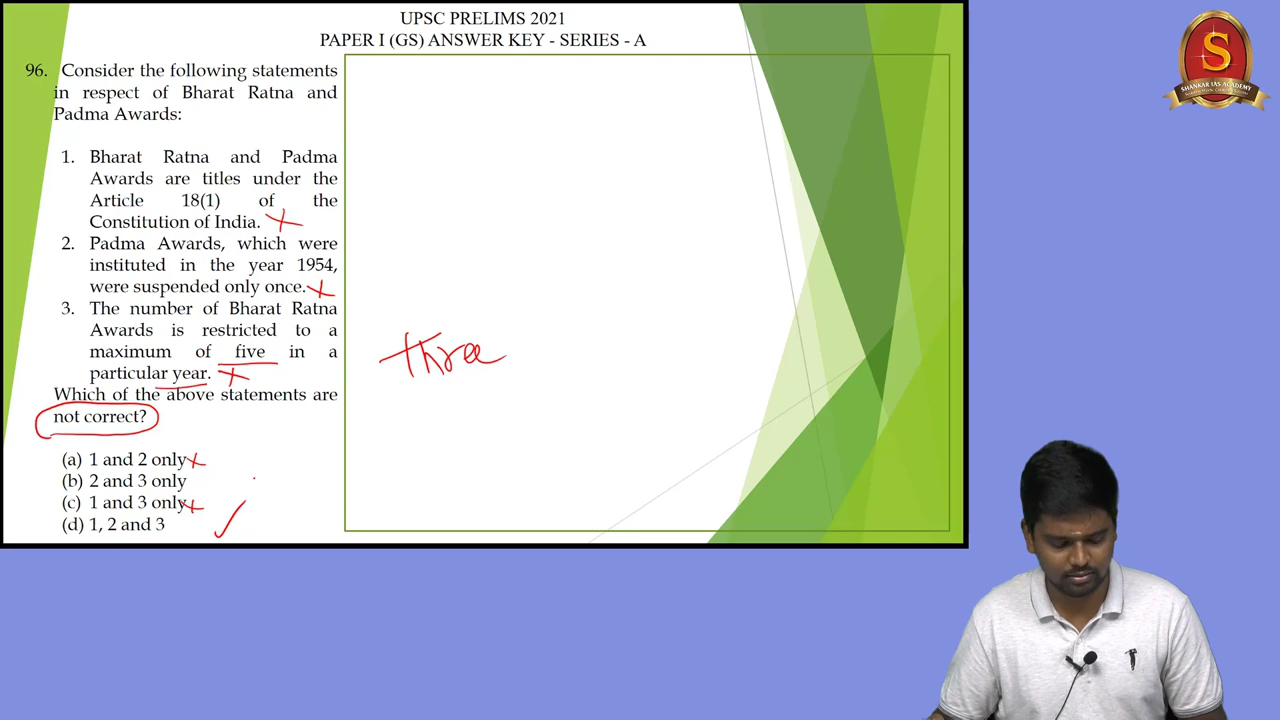 UPSC PRELIMS 2021
PAPER I (GS) ANSWER KEY - SERIES - A
96. Consider the following statements
in respect of Bharat Ratna and
Padma Awards:
1. Bharat Ratna and Padma
Awards are titles under the
Article 18(1) of the
Constitution of India.
2. Padma Awards, which were
instituted in the year 1954,
were suspended only once.
3. The number of Bharat Ratna
Awards is restricted to a
maximum of five in a
particular year.
Which of the above statements are
not correct?
(a) 1 and 2 only
(b) 2 and 3 only
(c) 1 and 3 only
(d) 1, 2 and 3
three
S
SHANKAR IAS ACADEMY